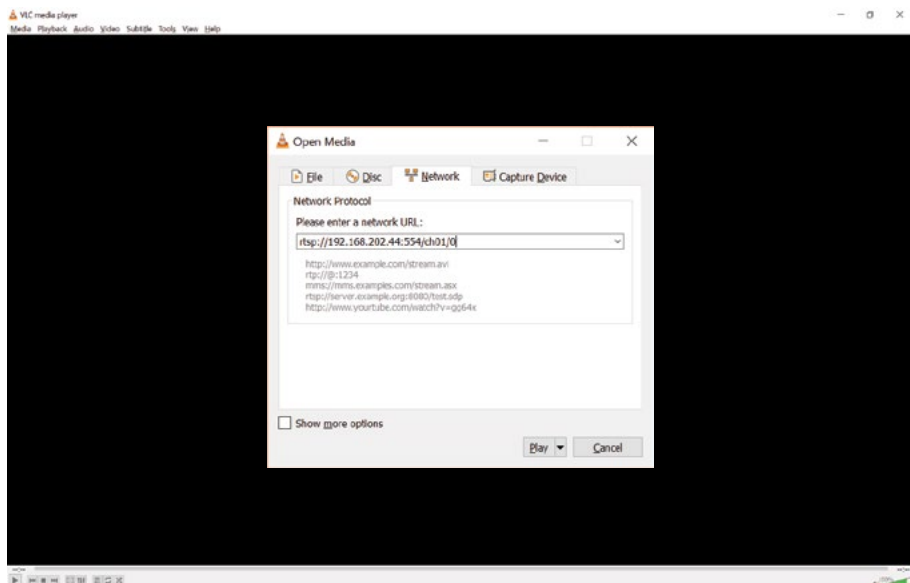 VLC media player
Media Playback Audio Video Subtitle Tools View Help
Open Media
File Disc Network Capture Device
Network Protocol
Please enter a network URL:
rtsp://192.168.202.44:554/ch01/0
http://www.example.com/stream.avi
rtp://@:1234
mms://mms.examples.com/stream.asx
rtsp://server.example.org:8080/test.sdp
http://www.yourtube.com/watch?v=gg64x
Show more options
Play Cancel